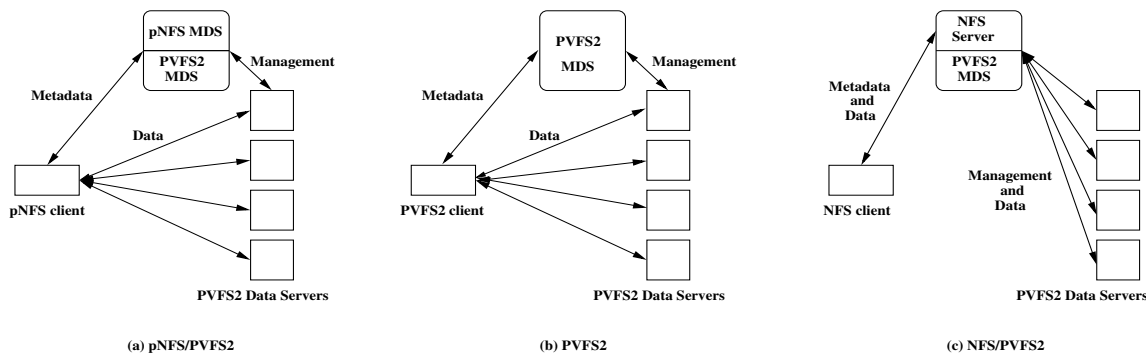 pNFS MDS
PVFS2
MDS
Management
Metadata
Data
pNFS client
PVFS2 Data Servers
(a) pNFS/PVFS2
PVFS2
MDS
Management
Metadata
Data
PVFS2 client
PVFS2 Data Servers
(b) PVFS2
NFS
Server
PVFS2
MDS
Metadata
and
Data
Management
and
Data
NFS client
PVFS2 Data Servers
(c) NFS/PVFS2